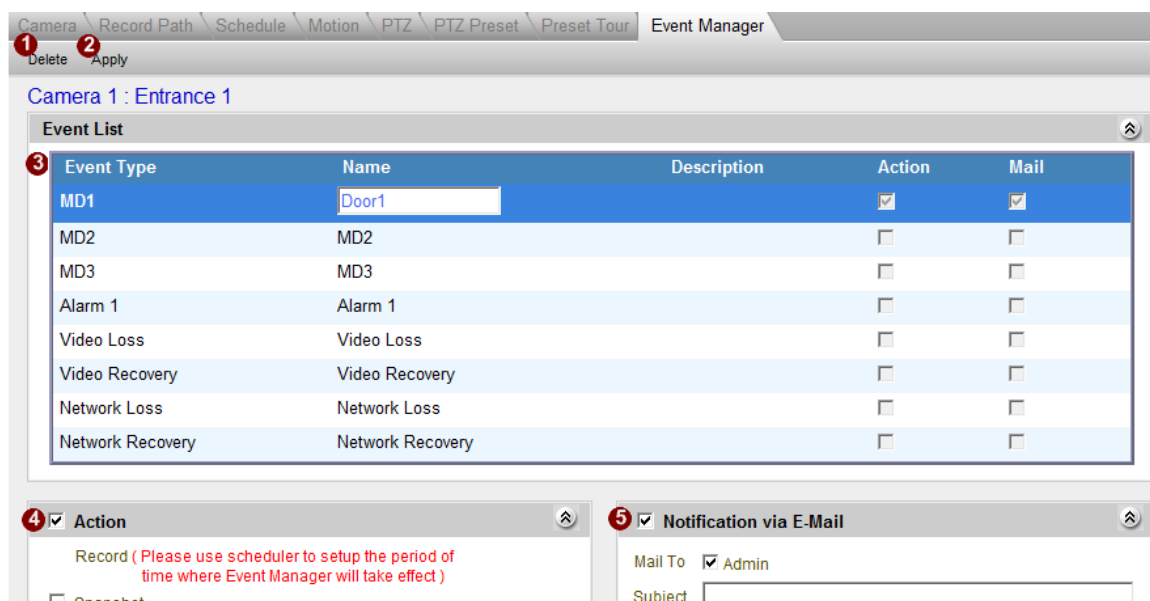 Camera Record Path Schedule Motion PTZ PTZ Preset Preset Tour Event Manager
1 2
Delete Apply
Camera 1 : Entrance 1
Event List
3 Event Type Name Description Action Mail
MD1 Door1
MD2 MD2
MD3 MD3
Alarm 1 Alarm 1
Video Loss Video Loss
Video Recovery Video Recovery
Network Loss Network Loss
Network Recovery Network Recovery
4 Action
Record ( Please use scheduler to setup the period of
time where Event Manager will take effect )
Snapshot
5 Notification via E-Mail
Mail To Admin
Subject